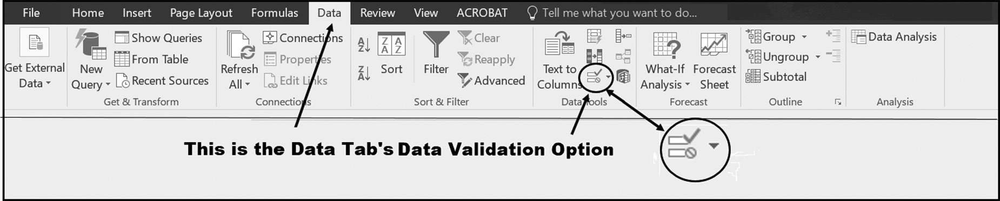 File Home Insert Page Layout Formulas Data Review View ACROBAT Tell me what you want to do...
Get External
Data
New
Query
Show Queries
From Table
Recent Sources
Get & Transform
Refresh
All
Connections
Properties
Edit Links
Connections
A
Z
Z
A
Z A
A Z
Sort
Filter
Clear
Reapply
Advanced
Sort & Filter
Text to
Columns
Data Tools
What-If
Analysis
Forecast
Sheet
Forecast
Group
Ungroup
Subtotal
Outline
Data Analysis
Analysis
This is the Data Tab's Data Validation Option